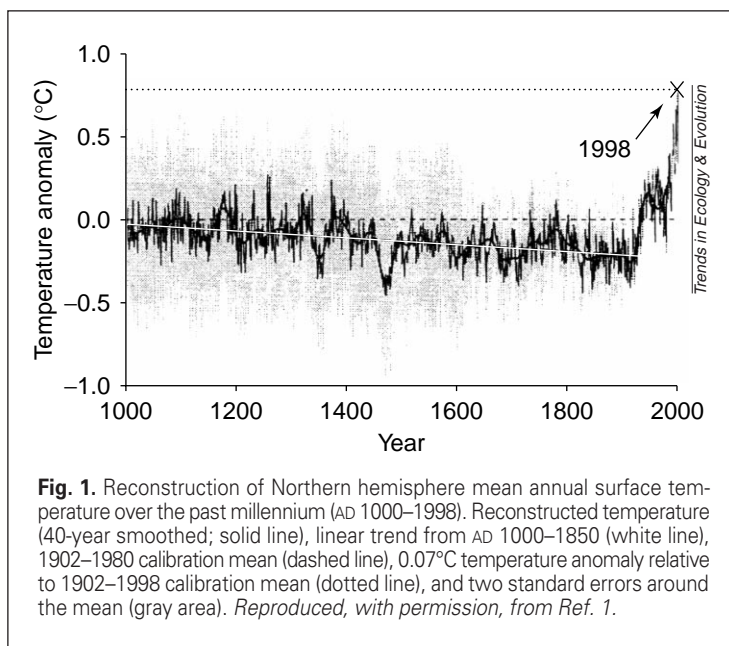 1.0
0.5
0.0
−0.5
−1.0
Temperature anomaly (°C)
1998
Trends in Ecology & Evolution
1000
1200
1400
1600
1800
2000
Year
Fig. 1. Reconstruction of Northern hemisphere mean annual surface tem-
perature over the past millennium (AD 1000–1998). Reconstructed temperature
(40-year smoothed; solid line), linear trend from AD 1000–1850 (white line),
1902–1980 calibration mean (dashed line), 0.07°C temperature anomaly relative
to 1902–1998 calibration mean (dotted line), and two standard errors around
the mean (gray area). Reproduced, with permission, from Ref. 1.